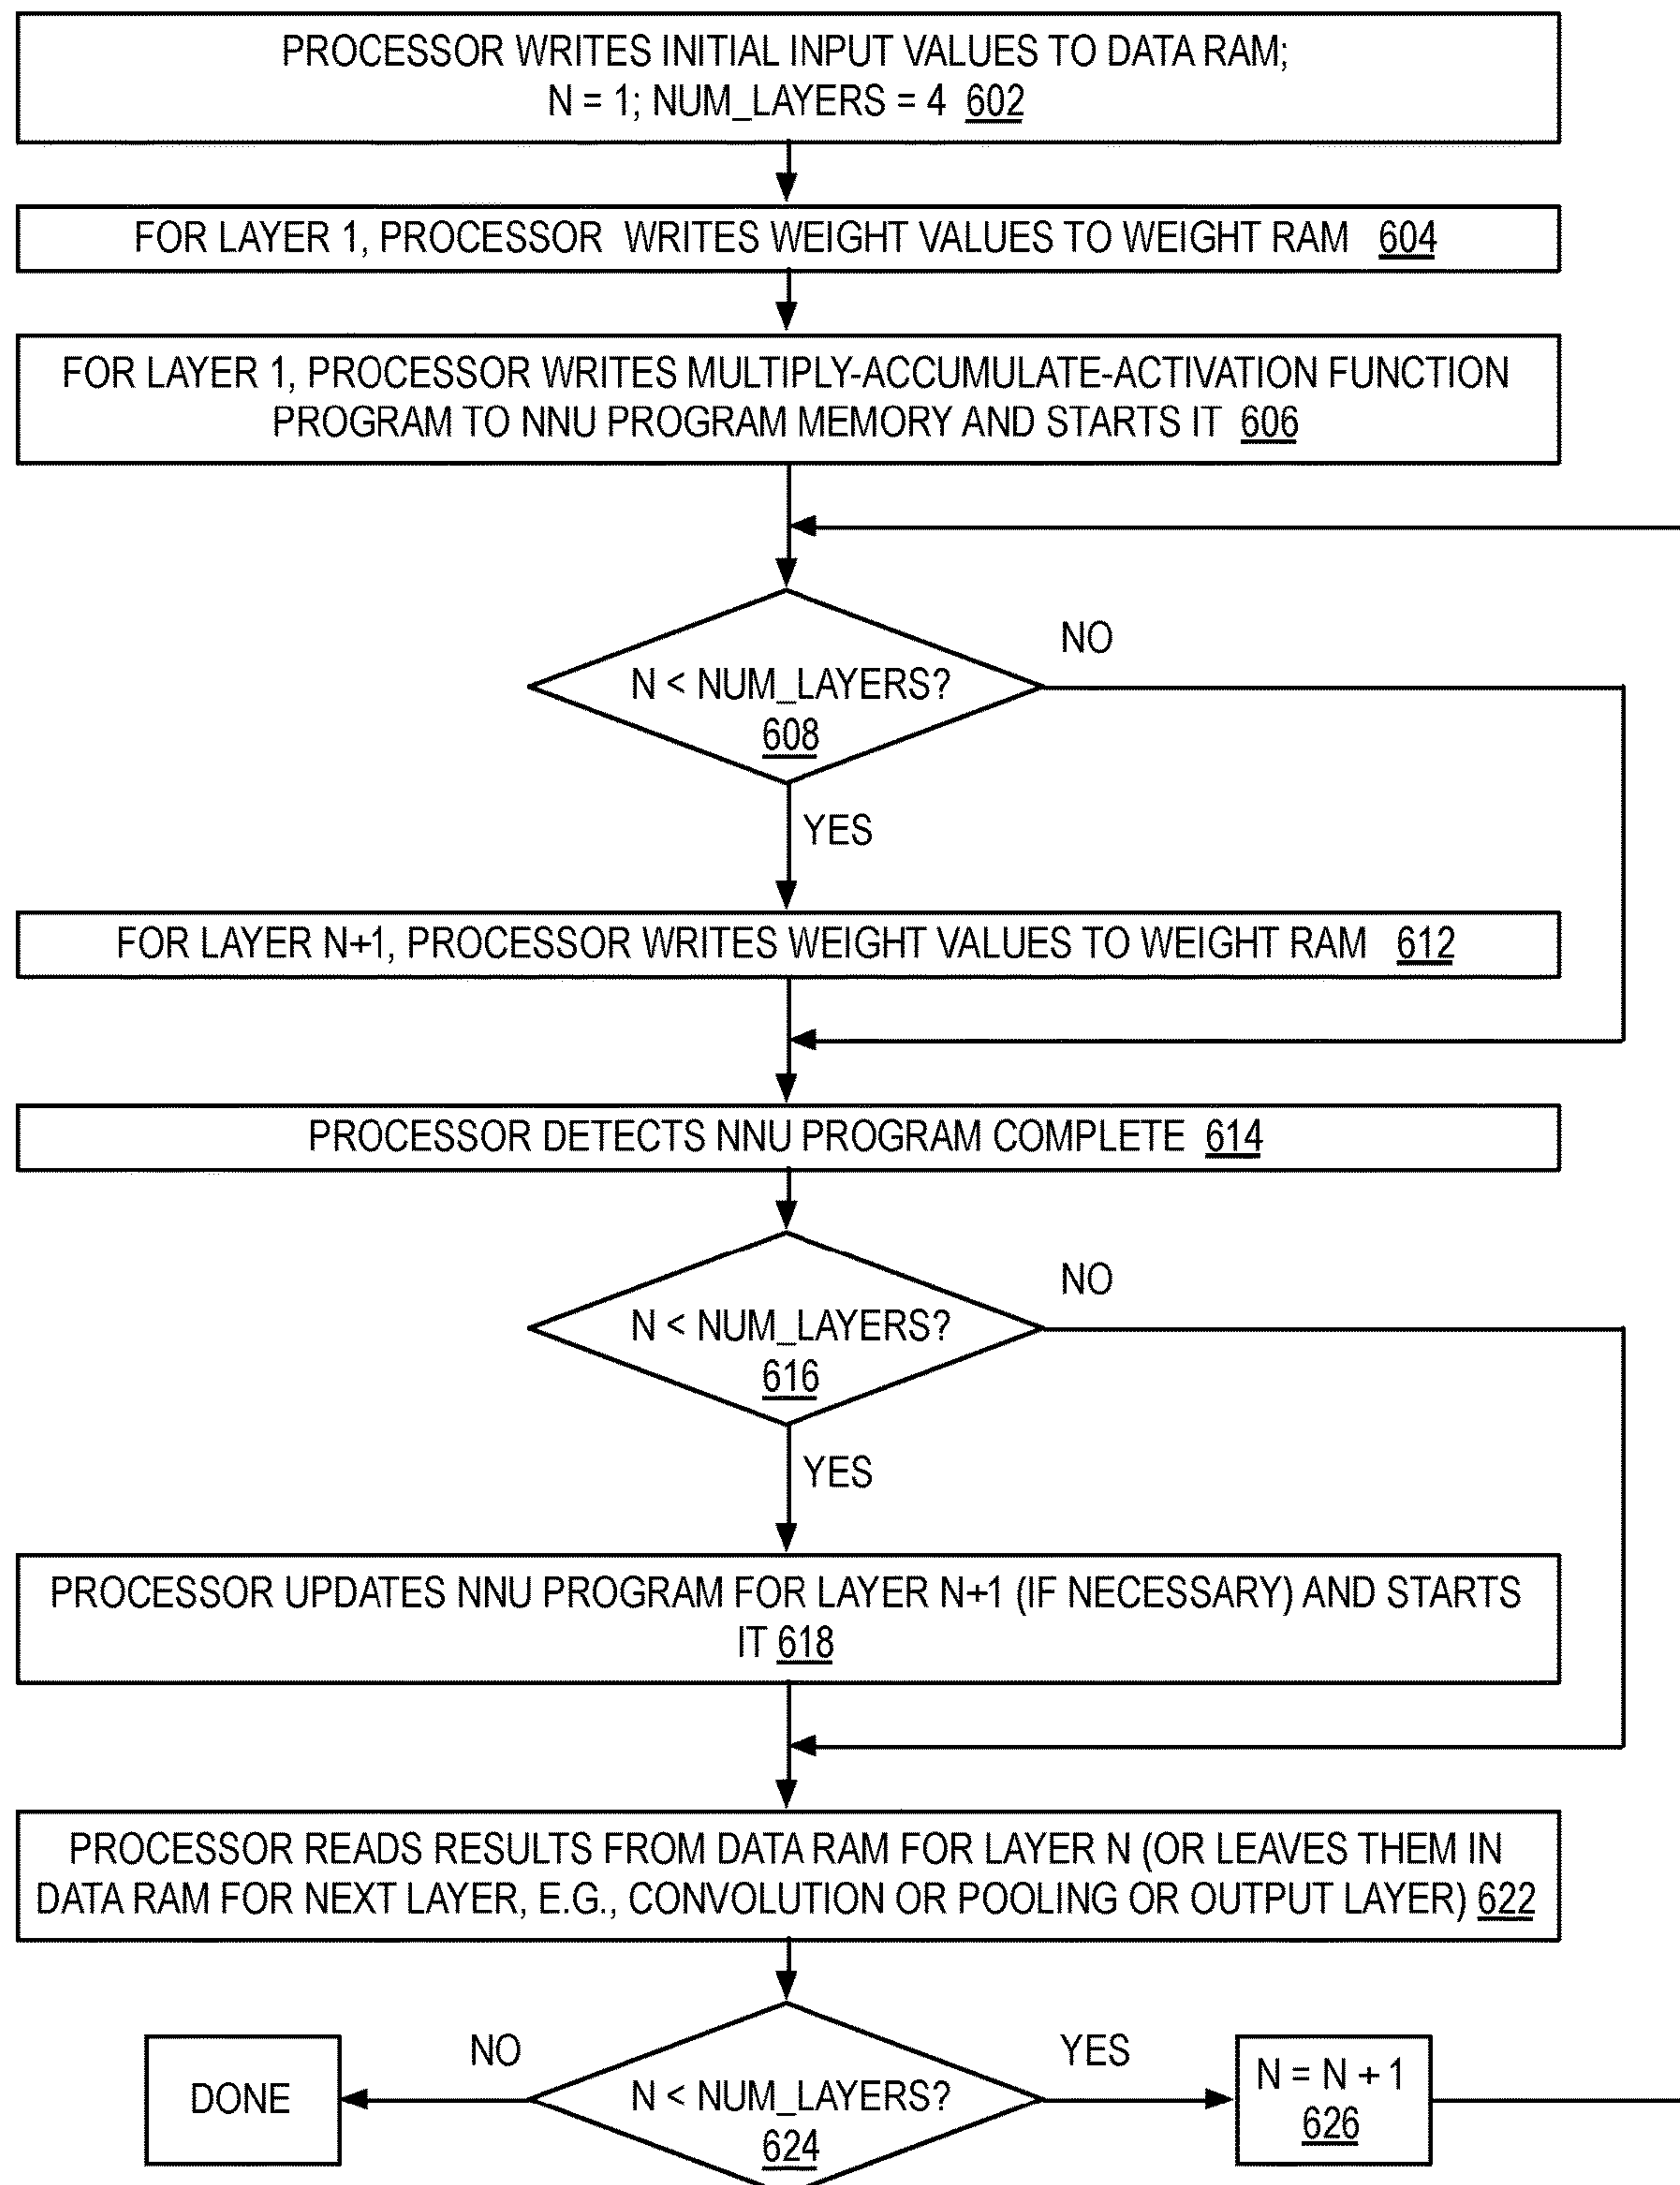 PROCESSOR WRITES INITIAL INPUT VALUES TO DATA RAM;
N = 1; NUM_LAYERS = 4 602
FOR LAYER 1, PROCESSOR WRITES WEIGHT VALUES TO WEIGHT RAM 604
FOR LAYER 1, PROCESSOR WRITES MULTIPLY-ACCUMULATE-ACTIVATION FUNCTION
PROGRAM TO NNU PROGRAM MEMORY AND STARTS IT 606
NO
N < NUM_LAYERS?
608
YES
FOR LAYER N+1, PROCESSOR WRITES WEIGHT VALUES TO WEIGHT RAM 612
PROCESSOR DETECTS NNU PROGRAM COMPLETE 614
NO
N < NUM_LAYERS?
616
YES
PROCESSOR UPDATES NNU PROGRAM FOR LAYER N+1 (IF NECESSARY) AND STARTS
IT 618
PROCESSOR READS RESULTS FROM DATA RAM FOR LAYER N (OR LEAVES THEM IN
DATA RAM FOR NEXT LAYER, E.G., CONVOLUTION OR POOLING OR OUTPUT LAYER) 622
NO
YES
DONE
N < NUM_LAYERS?
624
N = N + 1
626